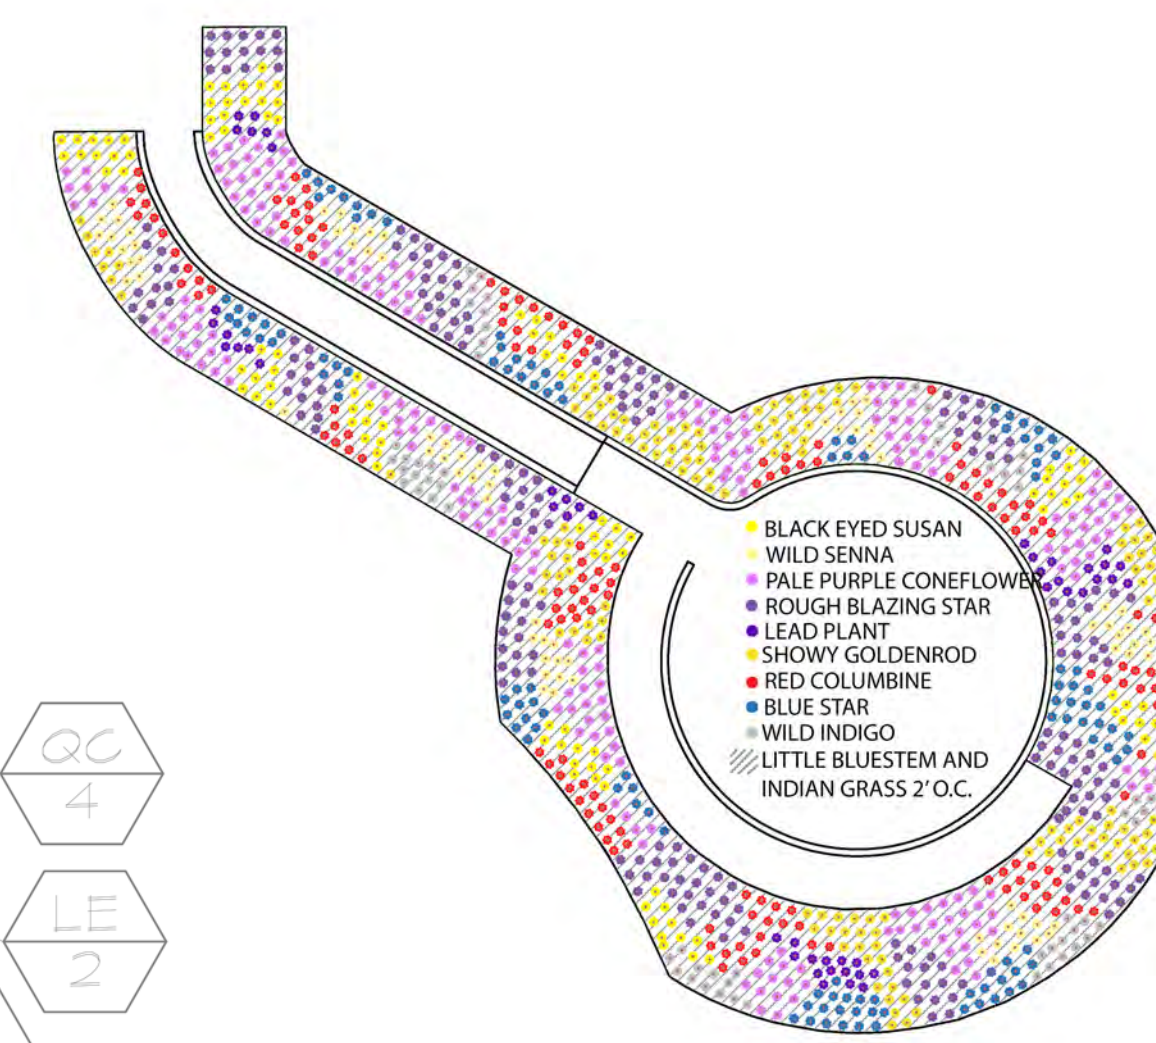 BLACK EYED SUSAN
WILD SENNA
PALE PURPLE CONEFLOWER
ROUGH BLAZING STAR
LEAD PLANT
SHOWY GOLDENROD
RED COLUMBINE
BLUE STAR
WILD INDIGO
LITTLE BLUESTEM AND
INDIAN GRASS 2' O.C.
QC
4
LE
2